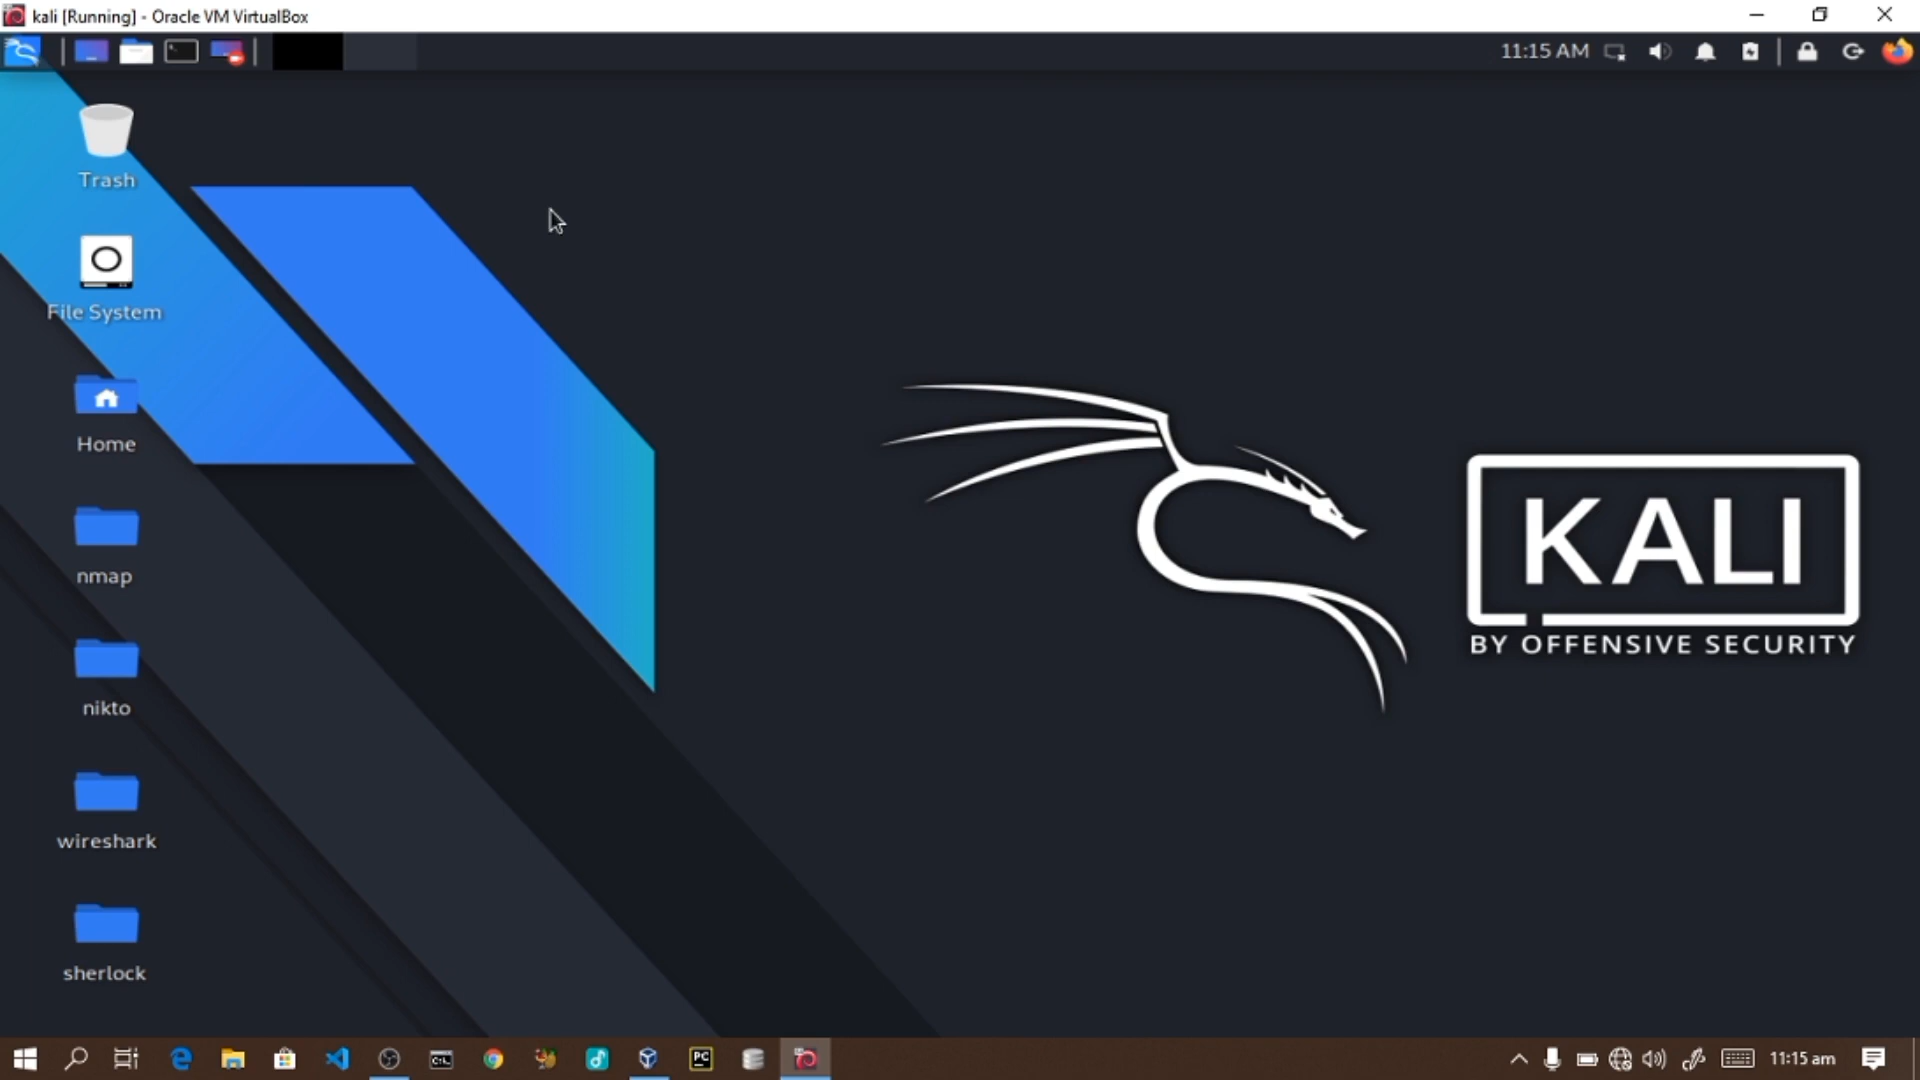 kali [Running] - Oracle VM VirtualBox
11:15 AM
Trash
File System
Home
nmap
nikto
wireshark
sherlock
KALI
BY OFFENSIVE SECURITY
C:\
PC
11:15 am